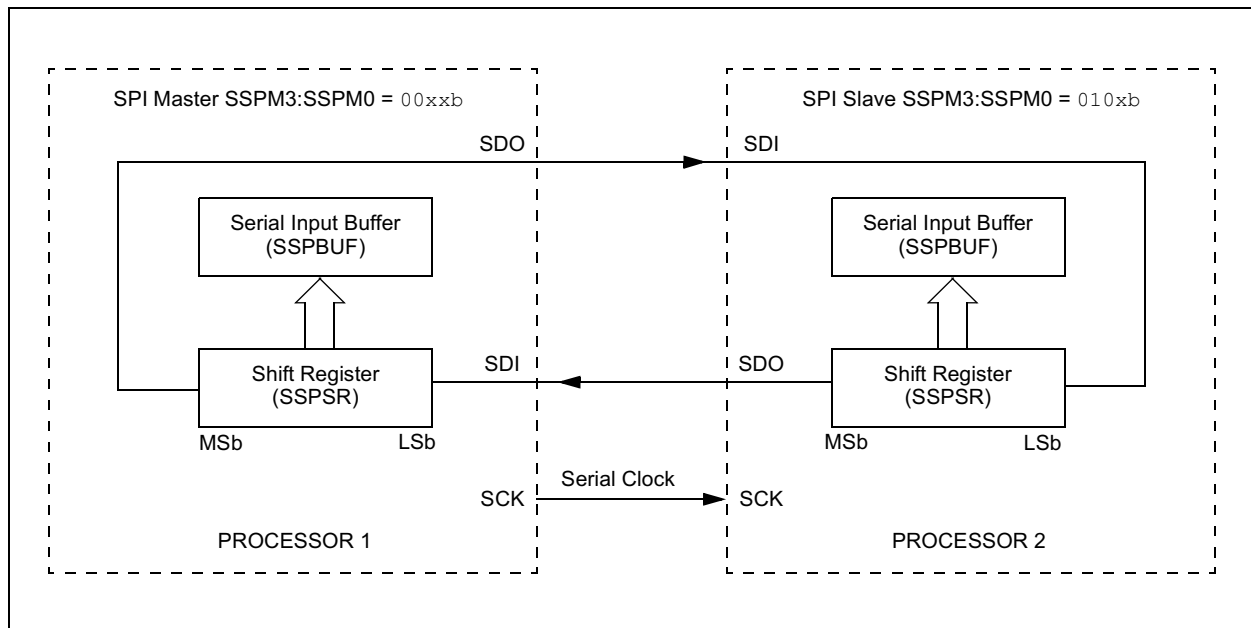 SPI Master SSPM3:SSPM0 = 00xxb
SPI Slave SSPM3:SSPM0 = 010xb
SDO
SDI
Serial Input Buffer
(SSPBUF)
Serial Input Buffer
(SSPBUF)
SDI
SDO
Shift Register
(SSPSR)
Shift Register
(SSPSR)
MSb
LSb
MSb
LSb
Serial Clock
SCK
SCK
PROCESSOR 1
PROCESSOR 2